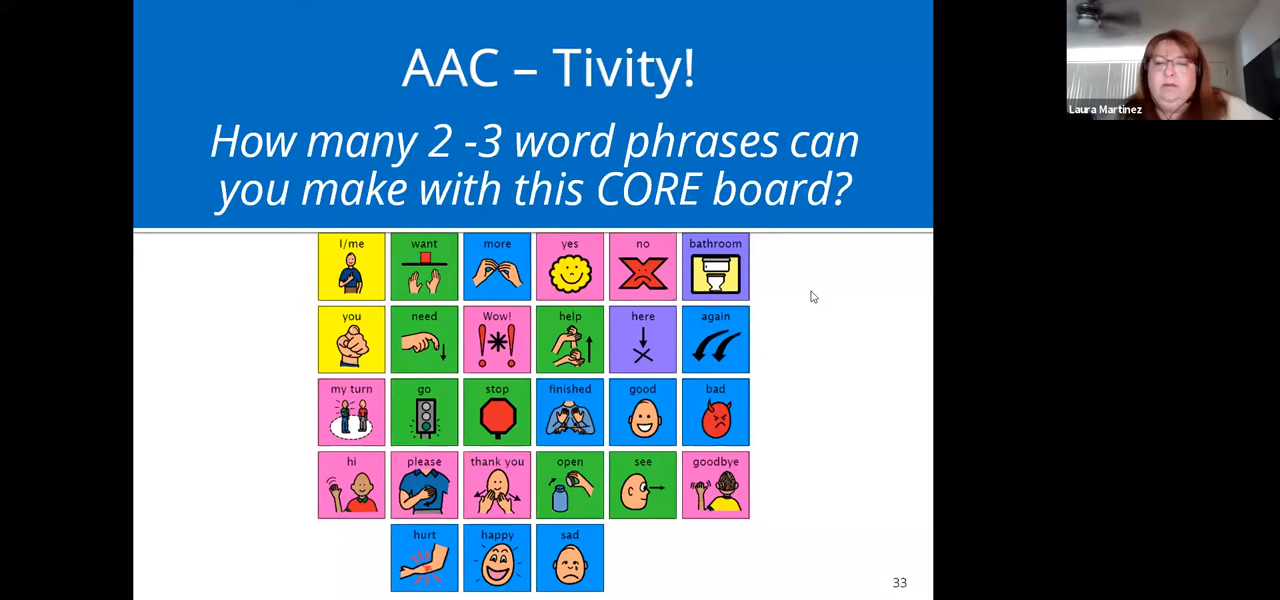 AAC – Tivity!
How many 2 -3 word phrases can
you make with this CORE board?
Laura Martinez
I/me want more yes no bathroom
you need Wow! help here again
my turn go stop finished good bad
hi please thank you open see goodbye
hurt happy sad
33